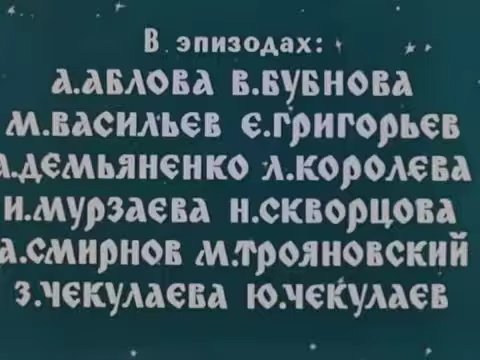 В эпизодах:
А.АБЛОВА В.БУБНОВА
М.ВАСИЛЬЕВ Е.ГРИГОРЬЕВ
А.ДЕМЬЯНЕНКО Л.КОРОЛЕВА
И.МУРЗАЕВА Н.СКВОРЦОВА
А.СМИРНОВ М.ТРОЯНОВСКИЙ
З.ЧЕКУЛАЕВА Ю.ЧЕКУЛАЕВ